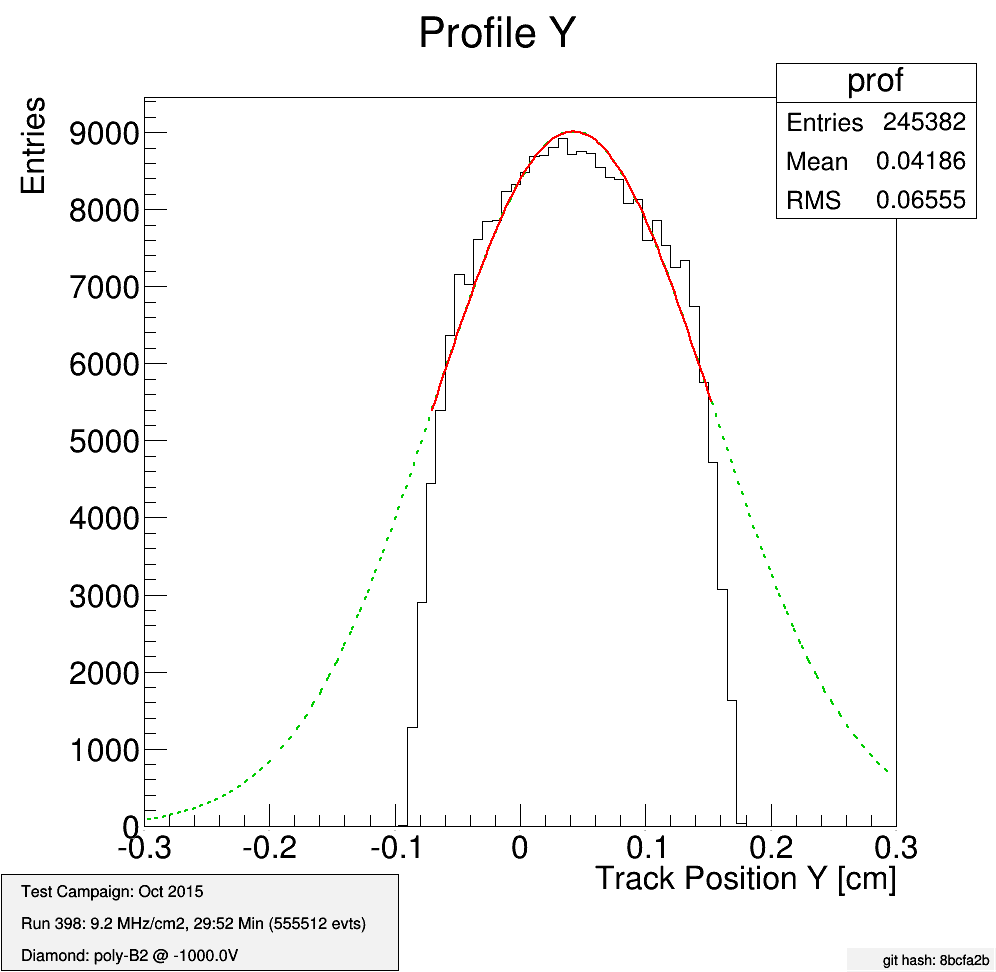 Profile Y
prof
Entries 245382
Mean 0.04186
RMS 0.06555
Entries
9000
8000
7000
6000
5000
4000
3000
2000
1000
0
-0.3 -0.2 -0.1 0 0.1 0.2 0.3
Track Position Y [cm]
Test Campaign: Oct 2015
Run 398: 9.2 MHz/cm2, 29:52 Min (555512 evts)
Diamond: poly-B2 @ -1000.0V
git hash: 8bcfa2b